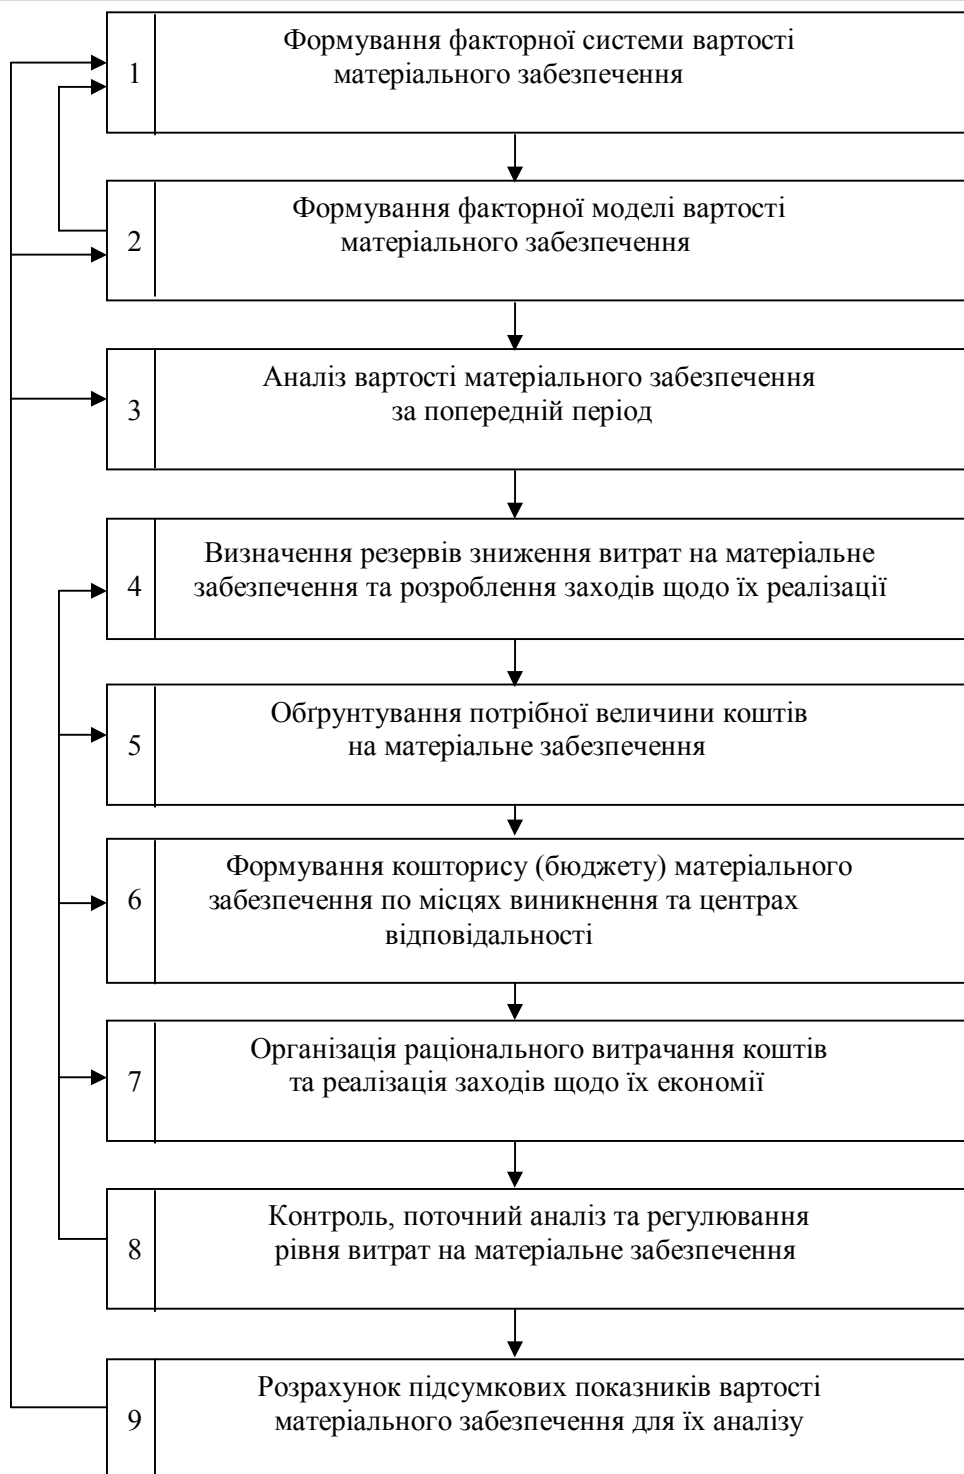 Формування факторної системи вартості
1
матеріального забезпечення
Формування факторної моделі вартості
2
матеріального забезпечення
Аналіз вартості матеріального забезпечення
3
за попередній період
Визначення резервів зниження витрат на матеріальне
4
забезпечення та розроблення заходів щодо їх реалізації
Обґрунтування потрібної величини коштів
5
на матеріальне забезпечення
Формування кошторису (бюджету) матеріального
6
забезпечення по місцях виникнення та центрах
відповідальності
Організація раціонального витрачання коштів
7
та реалізація заходів щодо їх економії
Контроль, поточний аналіз та регулювання
8
рівня витрат на матеріальне забезпечення
Розрахунок підсумкових показників вартості
9
матеріального забезпечення для їх аналізу